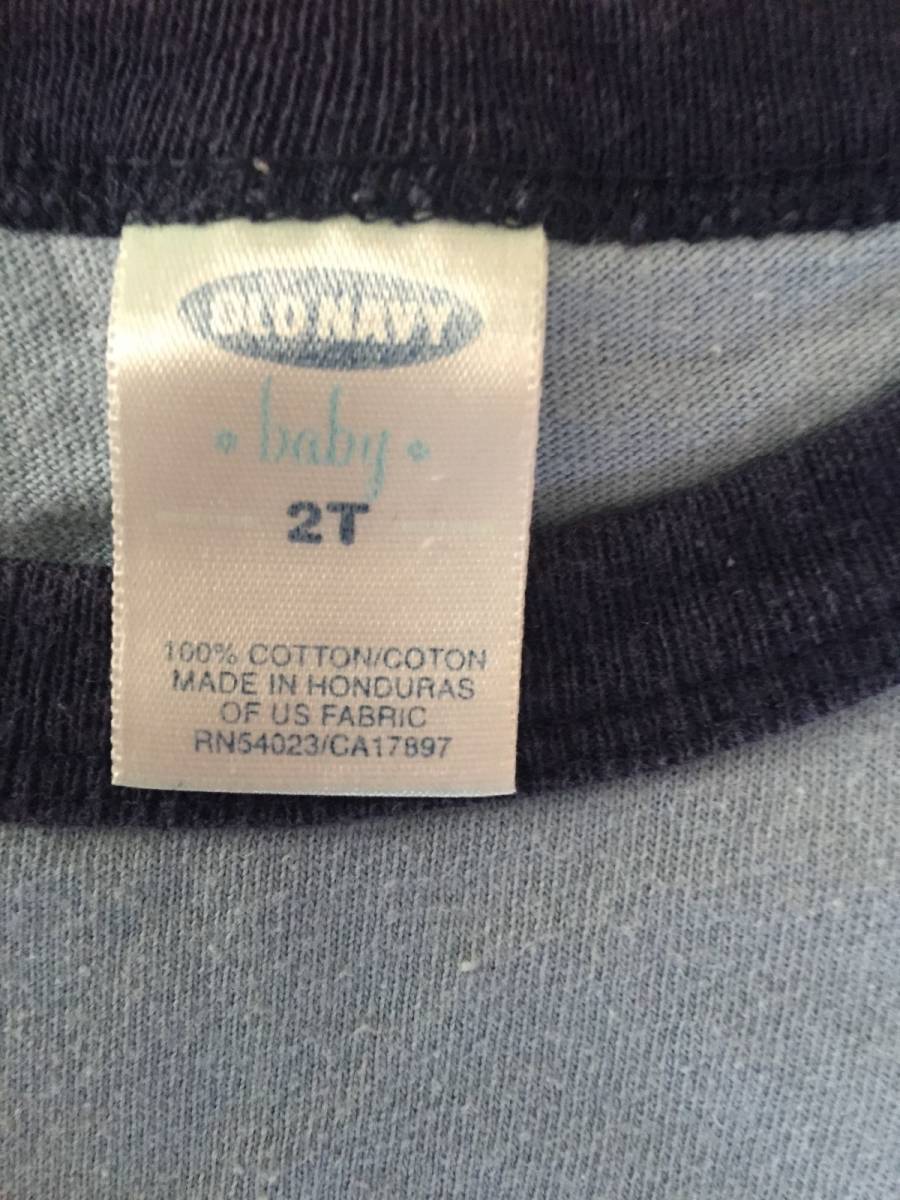 OLD NAVY
baby
2T
100% COTTON/COTON
MADE IN HONDURAS
OF US FABRIC
RN54023/CA17897